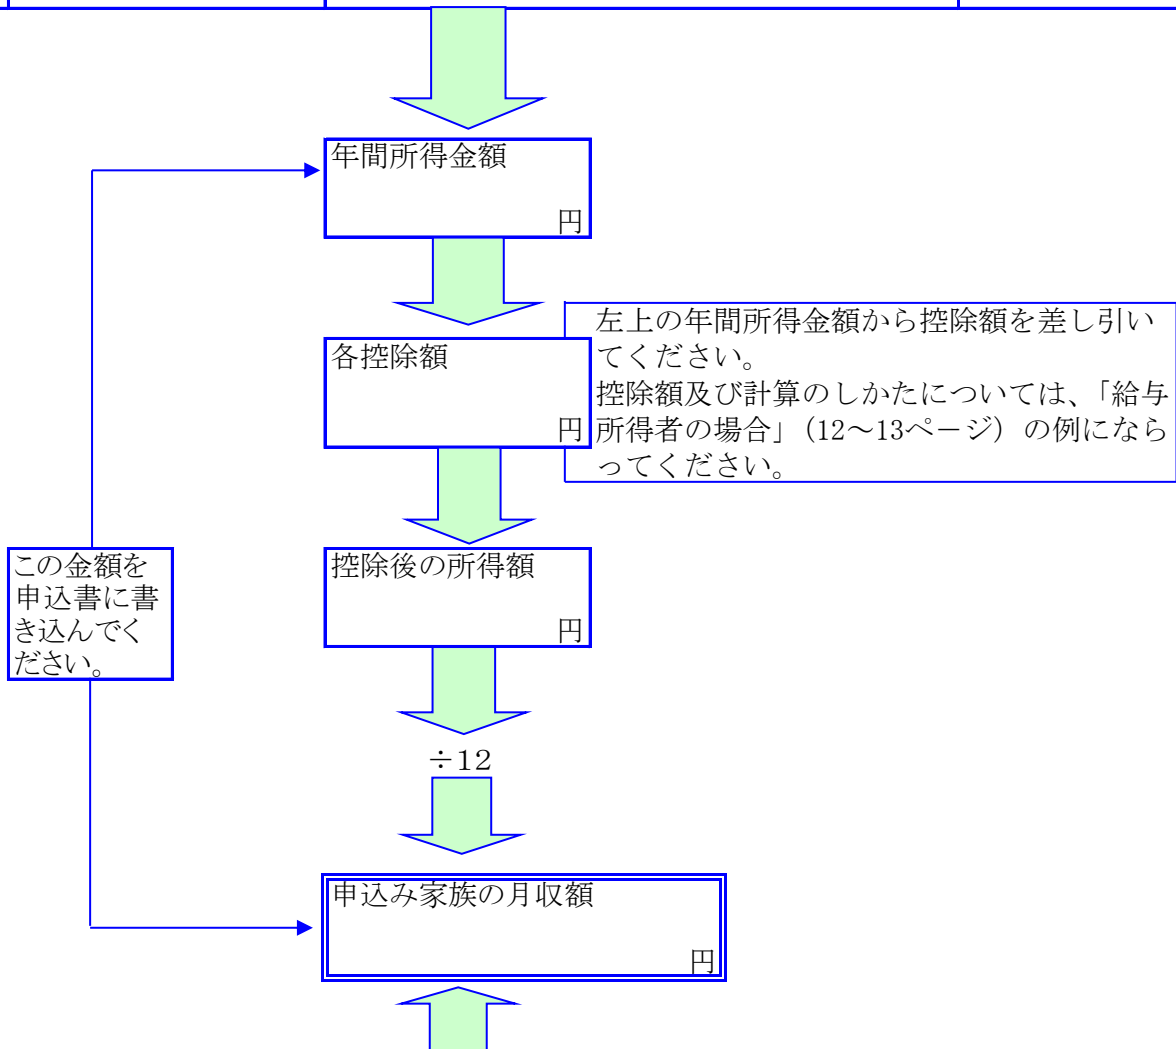 年間所得金額
円
各控除額
円
左上の年間所得金額から控除額を差し引い
てください。
控除額及び計算のしかたについては、「給与
所得者の場合」（12～13ページ）の例になら
ってください。
この金額を
申込書に書
き込んでく
ださい。
控除後の所得額
円
÷12
申込み家族の月収額
円